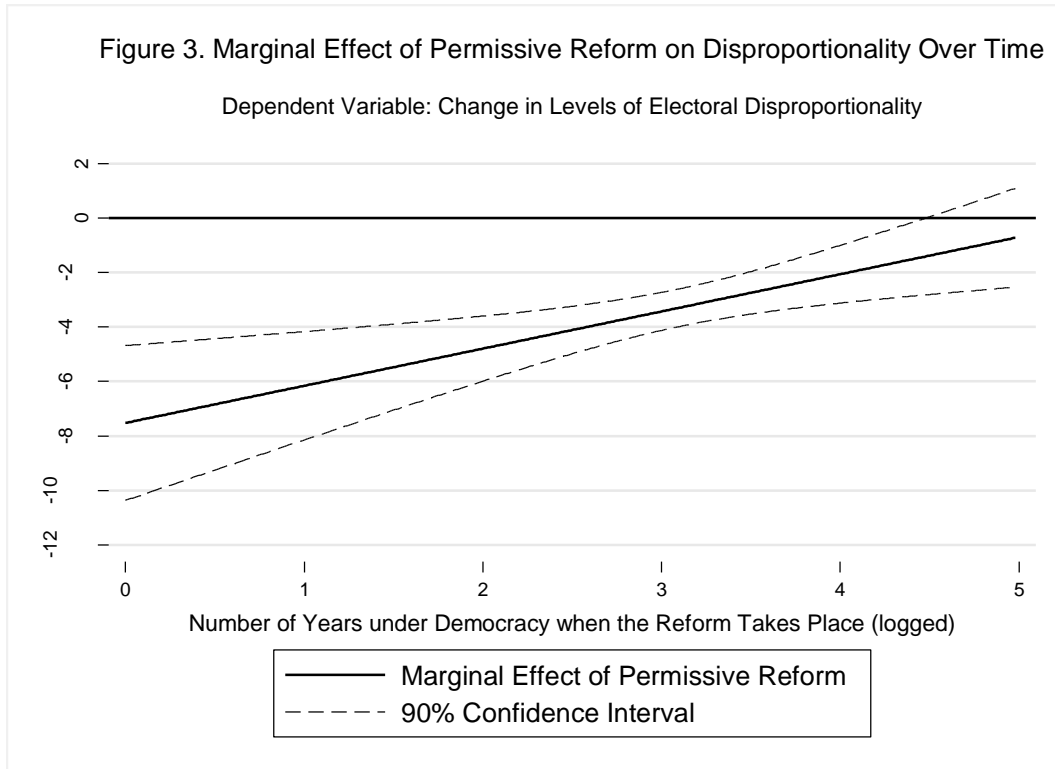 Figure 3. Marginal Effect of Permissive Reform on Disproportionality Over Time
Dependent Variable: Change in Levels of Electoral Disproportionality
2
0
-2
-4
-6
-8
-10
-12
0 1 2 3 4 5
Number of Years under Democracy when the Reform Takes Place (logged)
Marginal Effect of Permissive Reform
90% Confidence Interval